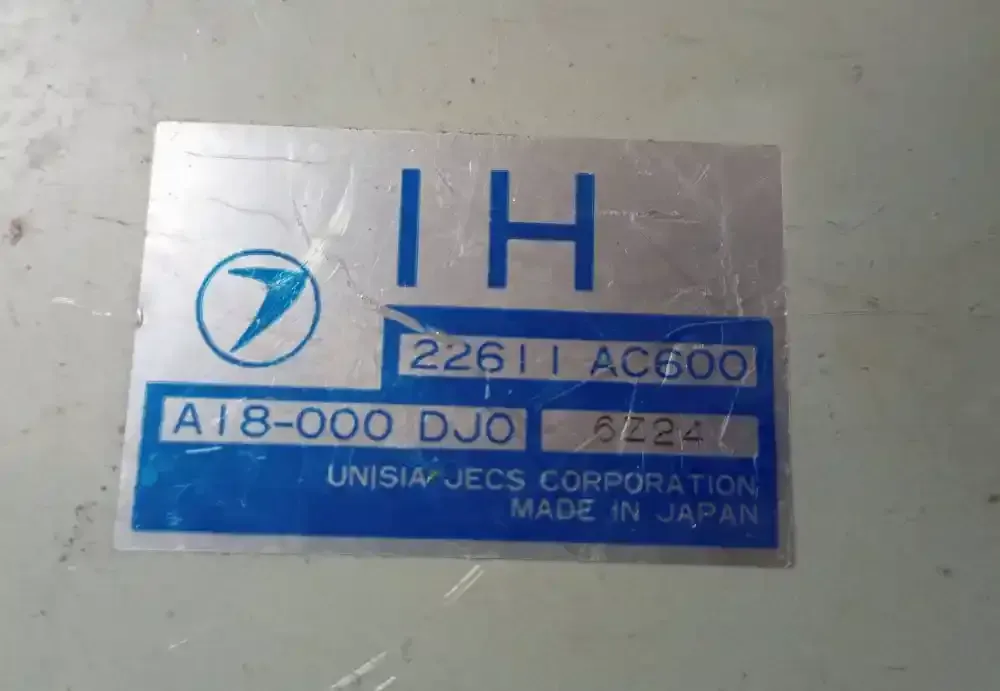 IH
22611 AC600
A18-000 DJ0 6Z24
UNISIA JECS CORPORATION
MADE IN JAPAN